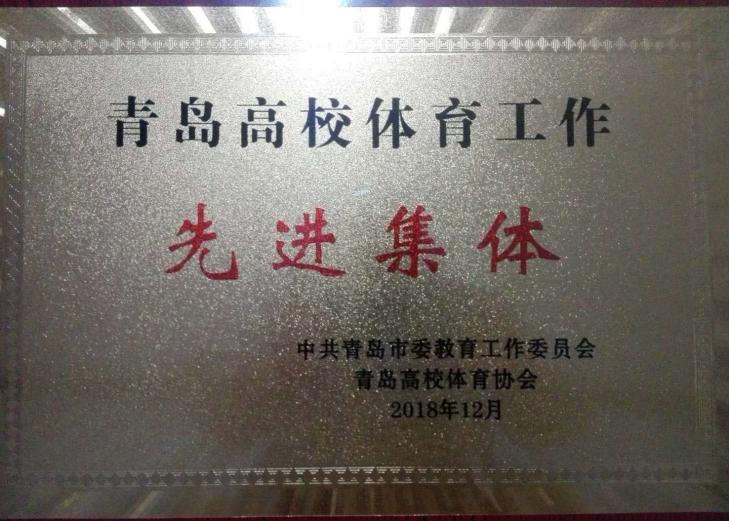 青岛高校体育工作
先进集体
中共青岛市委教育工作委员会
青岛高校体育协会
2018年12月